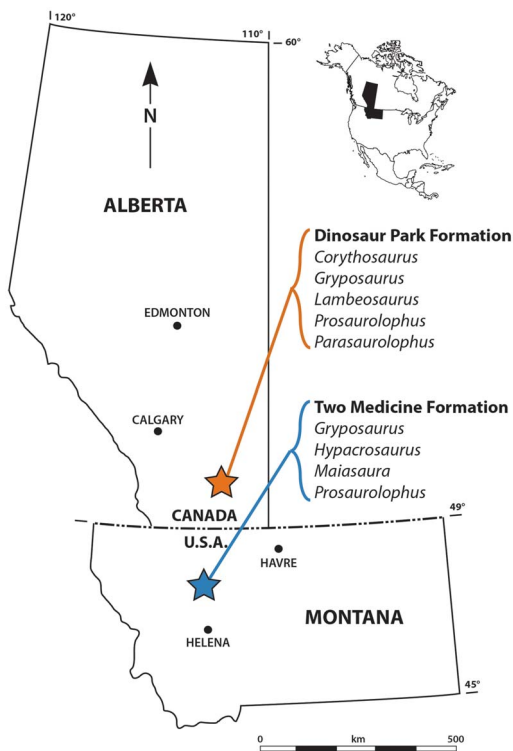 120°
110°
60°
N
ALBERTA
Dinosaur Park Formation
Corythosaurus
Gryposaurus
Lambeosaurus
Prosaurolophus
Parasaurolophus
EDMONTON
Two Medicine Formation
Gryposaurus
Hypacrosaurus
Maiasaura
Prosaurolophus
CALGARY
CANADA
49°
U.S.A.
HAVRE
MONTANA
HELENA
45°
0 km 500